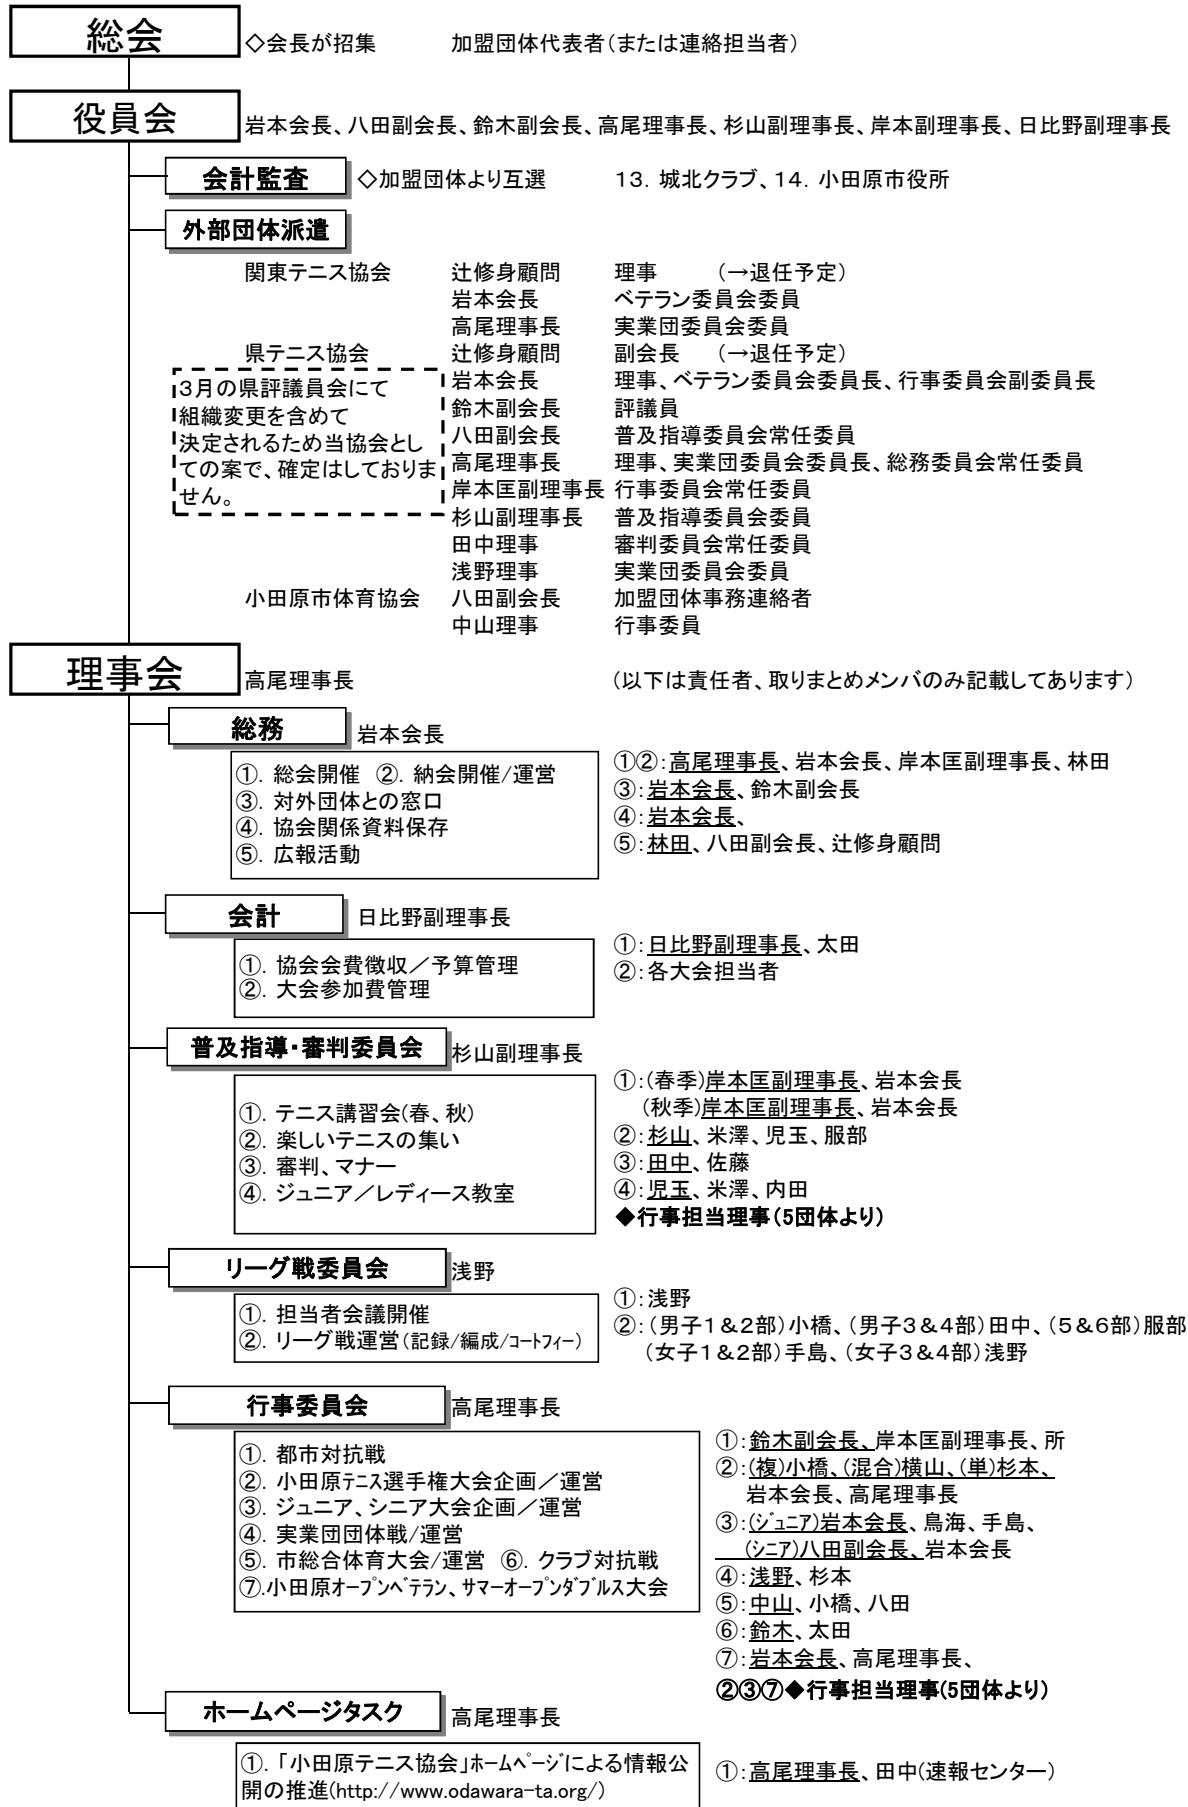 総会 ◇会長が招集 加盟団体代表者(または連絡担当者)
役員会 岩本会長、八田副会長、鈴木副会長、高尾理事長、杉山副理事長、岸本副理事長、日比野副理事長
会計監査 ◇加盟団体より互選 13. 城北クラブ、14. 小田原市役所
外部団体派遣
関東テニス協会 辻修身顧問 理事 (→退任予定)
岩本会長 ベテラン委員会委員
高尾理事長 実業団委員会委員
県テニス協会 辻修身顧問 副会長 (→退任予定)
岩本会長 理事、ベテラン委員会委員長、行事委員会副委員長
鈴木副会長 評議員
八田副会長 普及指導委員会常任委員
高尾理事長 理事、実業団委員会委員長、総務委員会常任委員
岸本匡副理事長 行事委員会常任委員
杉山副理事長 普及指導委員会委員
田中理事 審判委員会常任委員
浅野理事 実業団委員会委員
3月の県評議員会にて
組織変更を含めて
決定されるため当協会とし
ての案で、確定はしておりま
せん。
小田原市体育協会 八田副会長 加盟団体事務連絡者
中山理事 行事委員
理事会 高尾理事長 (以下は責任者、取りまとめメンバのみ記載してあります)
総務 岩本会長
①. 総会開催 ②. 納会開催/運営
③. 対外団体との窓口
④. 協会関係資料保存
⑤. 広報活動
①②:高尾理事長、岩本会長、岸本匡副理事長、林田
③:岩本会長、鈴木副会長
④:岩本会長、
⑤:林田、八田副会長、辻修身顧問
会計 日比野副理事長
①. 協会会費徴収/予算管理
②. 大会参加費管理
①:日比野副理事長、太田
②:各大会担当者
普及指導・審判委員会 杉山副理事長
①. テニス講習会(春、秋)
②. 楽しいテニスの集い
③. 審判、マナー
④. ジュニア/レディース教室
①:(春季)岸本匡副理事長、岩本会長
(秋季)岸本匡副理事長、岩本会長
②:杉山、米澤、児玉、服部
③:田中、佐藤
④:児玉、米澤、内田
◆行事担当理事(5団体より)
リーグ戦委員会 浅野
①. 担当者会議開催
②. リーグ戦運営(記録/編成/コートフィー)
①:浅野
②:(男子1&2部)小橋、(男子3&4部)田中、(5&6部)服部
(女子1&2部)手島、(女子3&4部)浅野
行事委員会 高尾理事長
①. 都市対抗戦
②. 小田原テニス選手権大会企画/運営
③. ジュニア、シニア大会企画/運営
④. 実業団団体戦/運営
⑤. 市総合体育大会/運営 ⑥. クラブ対抗戦
⑦.小田原オープンベテラン、サマーオープンダブルス大会
①:鈴木副会長、岸本匡副理事長、所
②:(複)小橋、(混合)横山、(単)杉本、
岩本会長、高尾理事長
③:(ジュニア)岩本会長、鳥海、手島、
(シニア)八田副会長、岩本会長
④:浅野、杉本
⑤:中山、小橋、八田
⑥:鈴木、太田
⑦:岩本会長、高尾理事長、
②③⑦◆行事担当理事(5団体より)
ホームページタスク 高尾理事長
①. 「小田原テニス協会」ホームページによる情報公
開の推進(http://www.odawara-ta.org/)
①:高尾理事長、田中(速報センター)